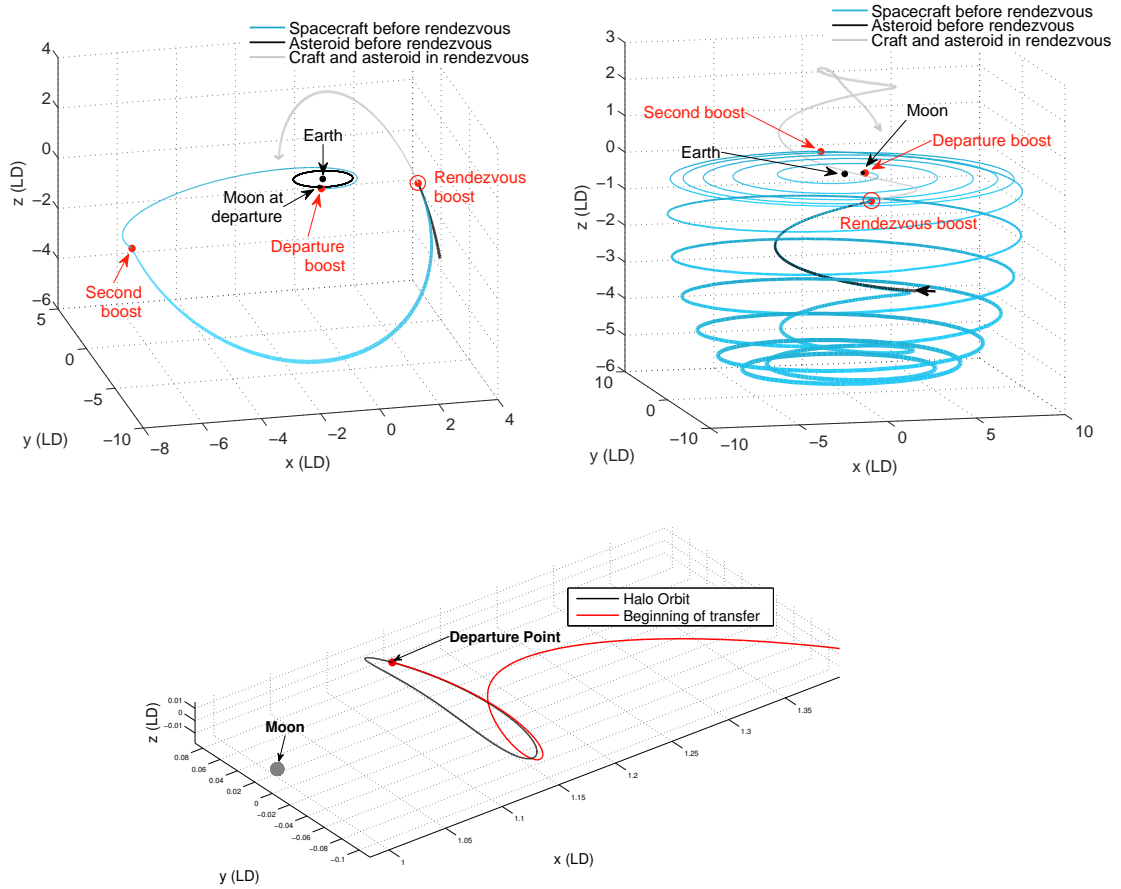 Spacecraft before rendezvous
Asteroid before rendezvous
Craft and asteroid in rendezvous
4
2
0
−2
−4
−6
z (LD)
5
0
−5
−10
y (LD)
−8
−6
−4
−2
0
2
4
x (LD)
Earth
Moon at
departure
Departure
boost
Rendezvous
boost
Second
boost
Spacecraft before rendezvous
Asteroid before rendezvous
Craft and asteroid in rendezvous
3
2
1
0
−1
−2
−3
−4
−5
−6
z (LD)
10
0
−10
y (LD)
−10
−5
0
5
10
x (LD)
Second boost
Moon
Earth
Departure boost
Rendezvous boost
Halo Orbit
Beginning of transfer
Departure Point
Moon
0.01
0
−0.01
z (LD)
0.08
0.06
0.04
0.02
0
−0.02
−0.04
−0.06
−0.08
−0.1
y (LD)
1
1.05
1.1
1.15
1.2
1.25
1.3
1.35
x (LD)